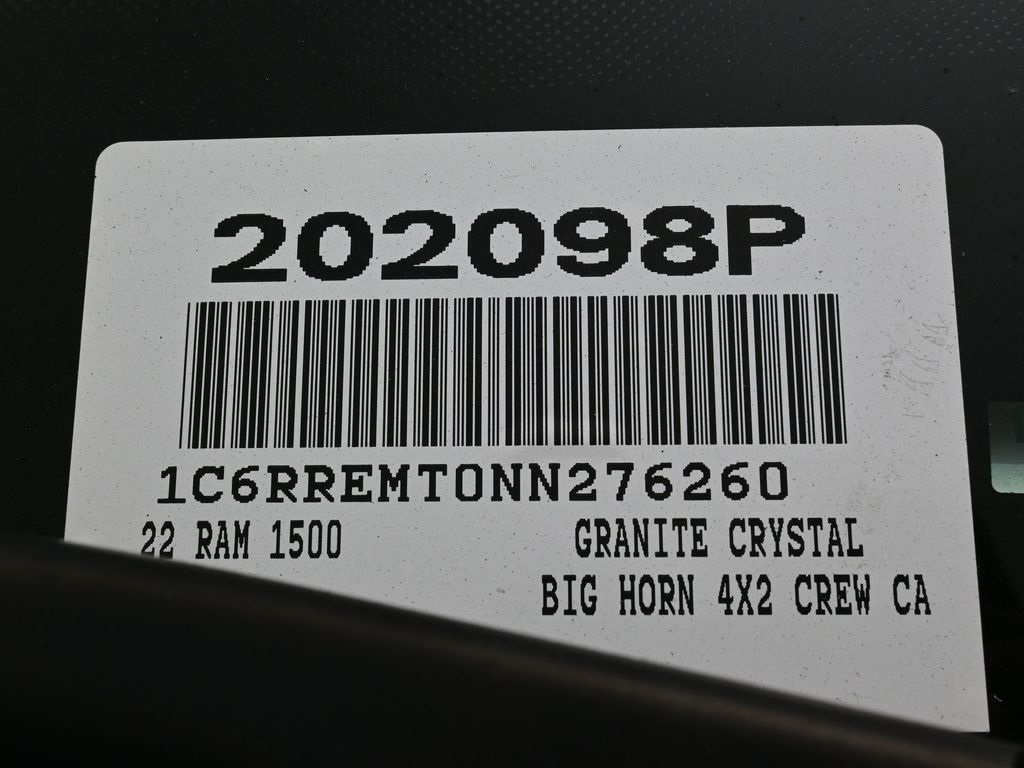 202098P
1C6RREMT0NN276260
22 RAM 1500 GRANITE CRYSTAL
BIG HORN 4X2 CREW CA